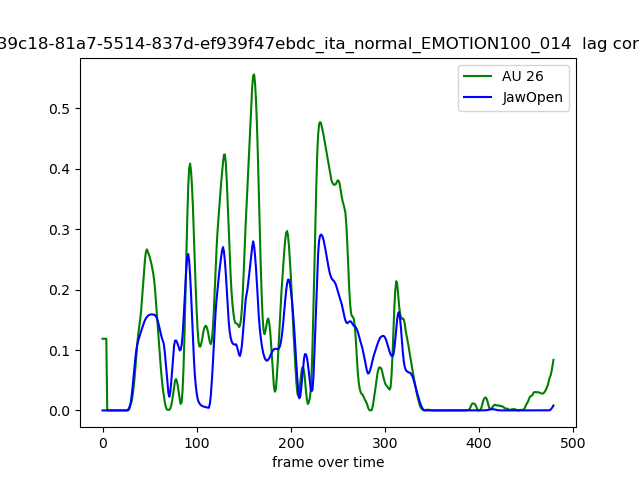 39c18-81a7-5514-837d-ef939f47ebdc_ita_normal_EMOTION100_014 lag cor
AU 26
JawOpen
0.5
0.4
0.3
0.2
0.1
0.0
0 100 200 300 400 500
frame over time